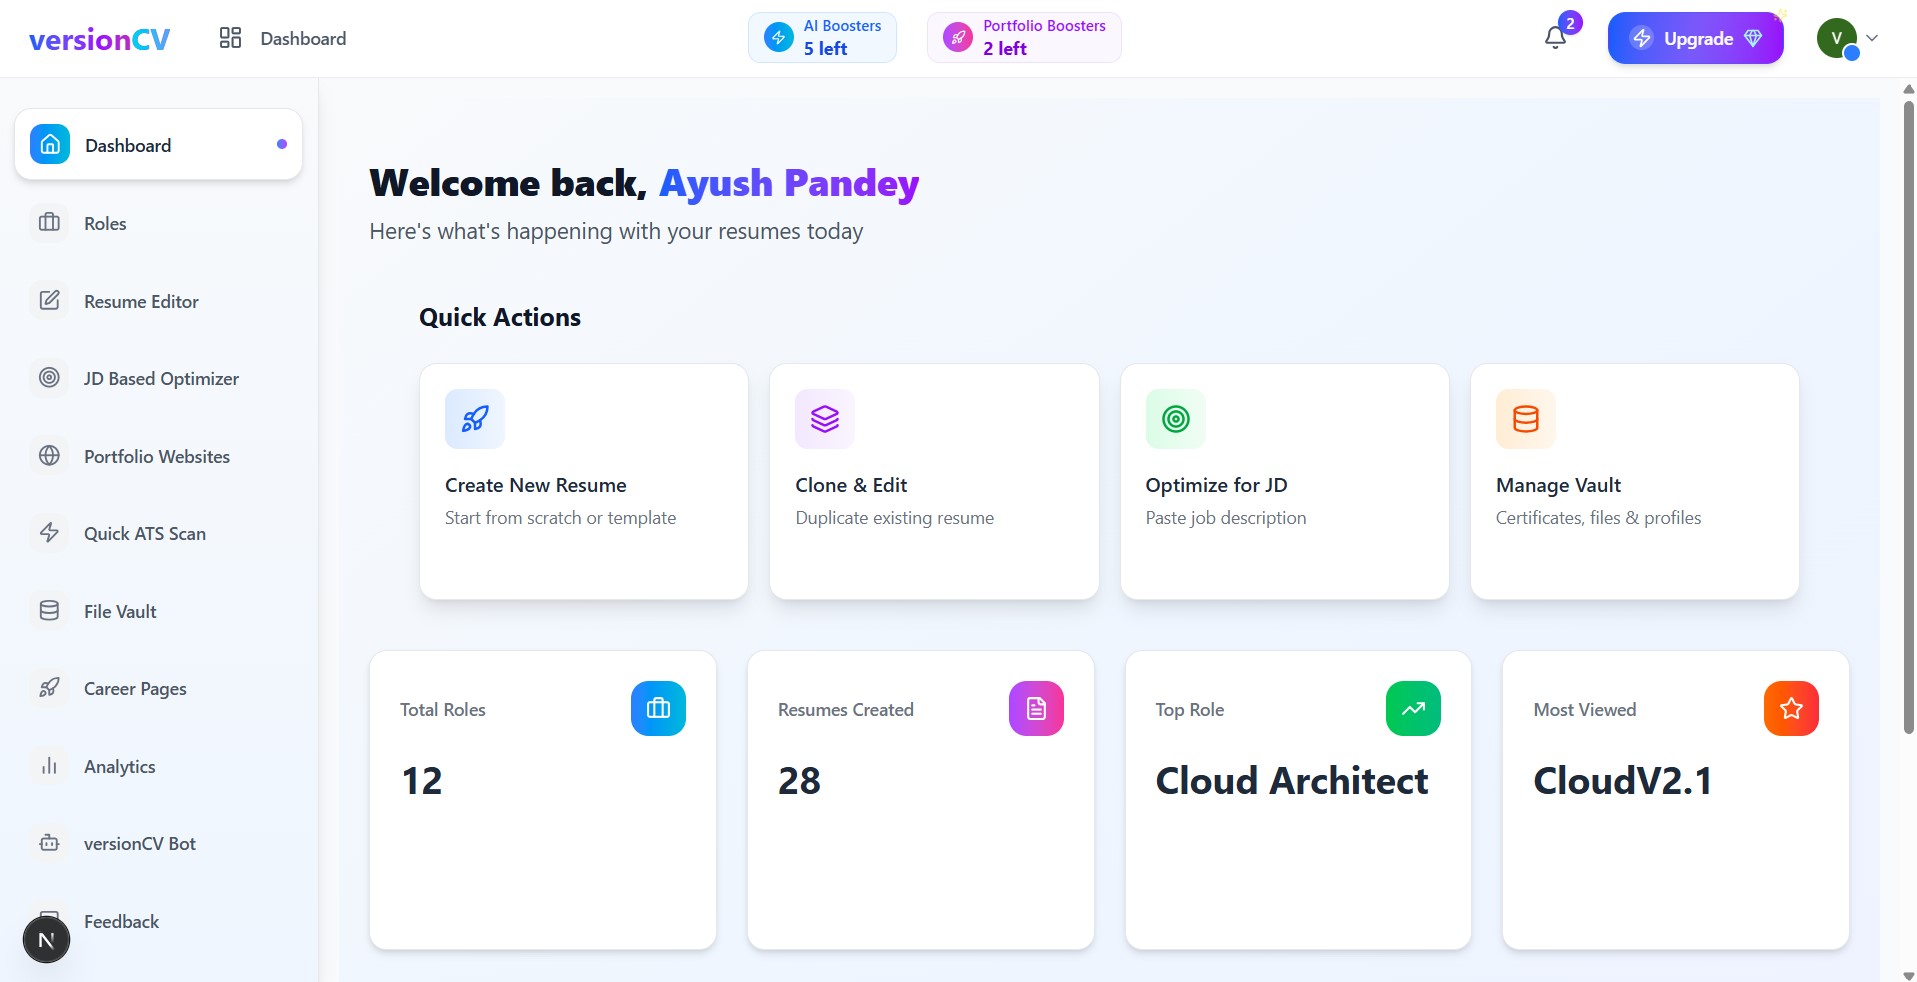 versionCV
Dashboard
AI Boosters
5 left
Portfolio Boosters
2 left
2
Upgrade
V
Dashboard
Roles
Resume Editor
JD Based Optimizer
Portfolio Websites
Quick ATS Scan
File Vault
Career Pages
Analytics
versionCV Bot
Feedback
N
Welcome back, Ayush Pandey
Here's what's happening with your resumes today
Quick Actions
Create New Resume
Start from scratch or template
Clone & Edit
Duplicate existing resume
Optimize for JD
Paste job description
Manage Vault
Certificates, files & profiles
Total Roles
12
Resumes Created
28
Top Role
Cloud Architect
Most Viewed
CloudV2.1